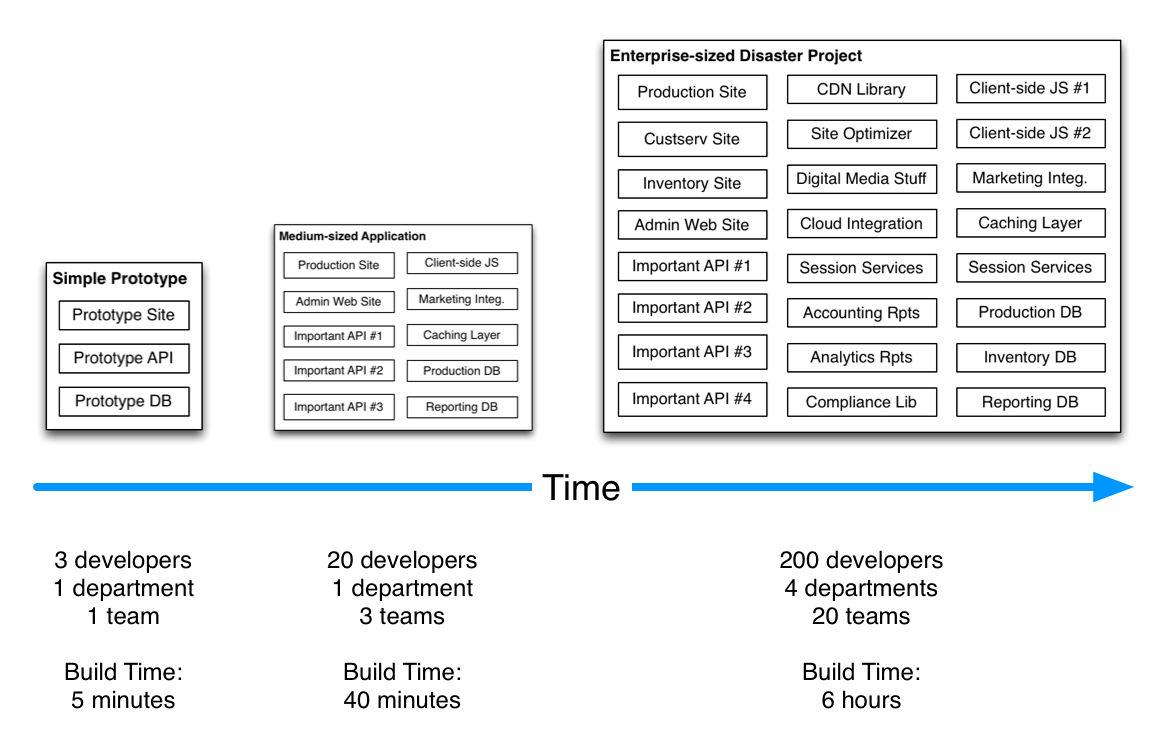 Simple Prototype
Prototype Site
Prototype API
Prototype DB
Medium-sized Application
Production Site
Admin Web Site
Important API #1
Important API #2
Important API #3
Client-side JS
Marketing Integ.
Caching Layer
Production DB
Reporting DB
Enterprise-sized Disaster Project
Production Site
Custserv Site
Inventory Site
Admin Web Site
Important API #1
Important API #2
Important API #3
Important API #4
CDN Library
Site Optimizer
Digital Media Stuff
Cloud Integration
Session Services
Accounting Rpts
Analytics Rpts
Compliance Lib
Client-side JS #1
Client-side JS #2
Marketing Integ.
Caching Layer
Session Services
Production DB
Inventory DB
Reporting DB
Time
3 developers
1 department
1 team
Build Time:
5 minutes
20 developers
1 department
3 teams
Build Time:
40 minutes
200 developers
4 departments
20 teams
Build Time:
6 hours